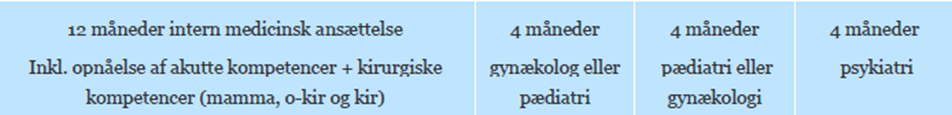 12 måneder intern medicinsk ansættelse
Inkl. opnåelse af akutte kompetencer + kirurgiske
kompetencer (mamma, o-kir og kir)
4 måneder
gynækolog eller
pædiatri
4 måneder
pædiatri eller
gynækologi
4 måneder
psykiatri